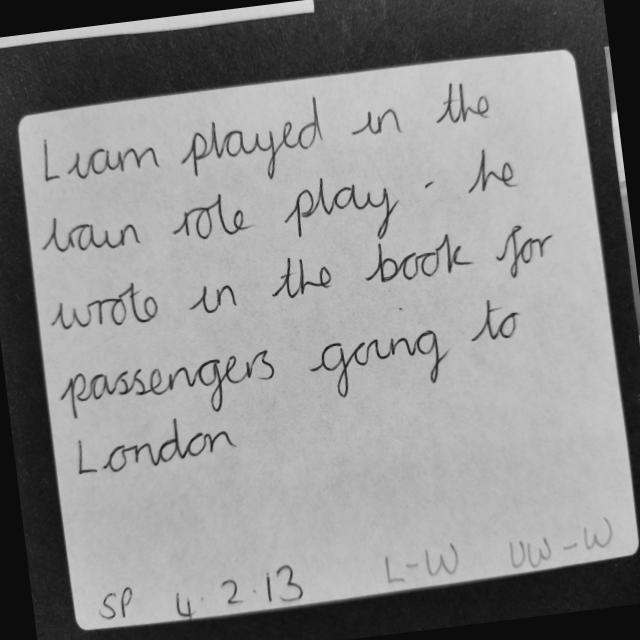 Liam played in the
train role play - he
wrote in the book for
passengers going to
London
SP 4.2.13 L-W UW-W